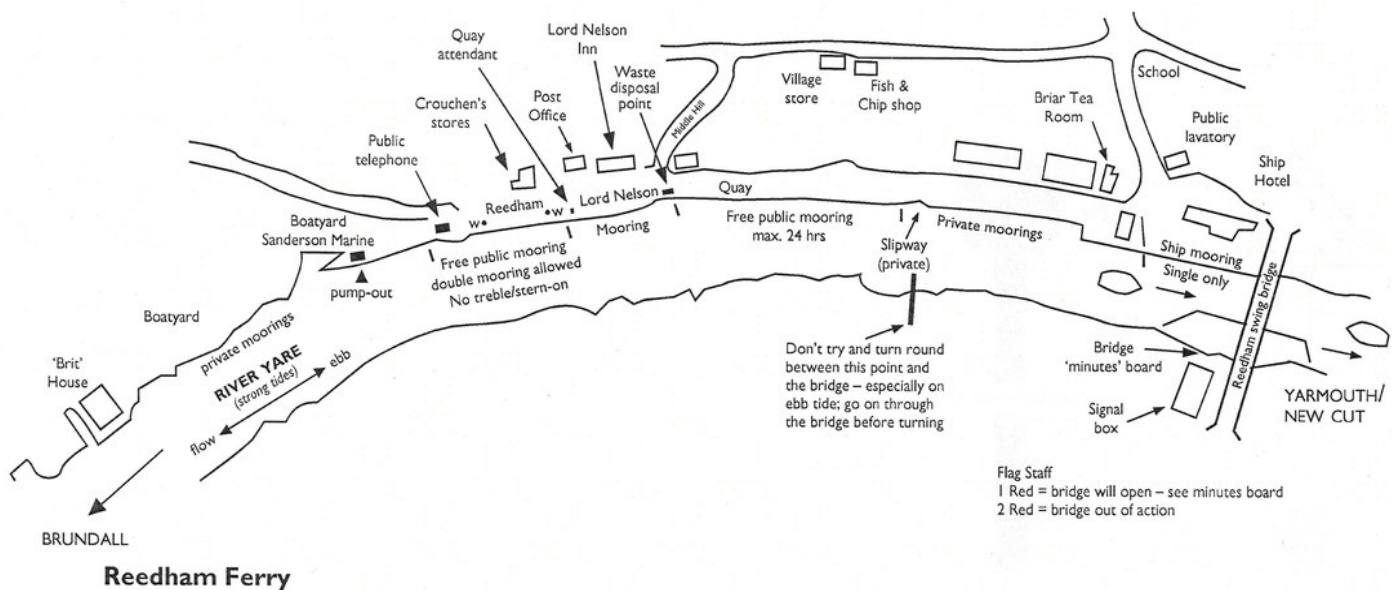 Lord Nelson
Inn
Quay
attendant
Waste
disposal
point
Post
Office
Crouchen's
stores
Public
telephone
Middle Hill
Village
store
Fish &
Chip shop
School
Briar Tea
Room
Public
lavatory
Ship
Hotel
Boatyard
Sanderson Marine
w
Reedham
w
Lord Nelson
Quay
Mooring
Free public mooring
double mooring allowed
No treble/stern-on
Free public mooring
max. 24 hrs
Slipway
(private)
Private moorings
Ship mooring
Single only
pump-out
Boatyard
private moorings
RIVER YARE
(strong tides)
ebb
flow
'Brit'
House
Don't try and turn round
between this point and
the bridge – especially on
ebb tide; go on through
the bridge before turning
Bridge
'minutes' board
Reedham swing bridge
Signal
box
YARMOUTH/
NEW CUT
Flag Staff
1 Red = bridge will open – see minutes board
2 Red = bridge out of action
BRUNDALL
Reedham Ferry